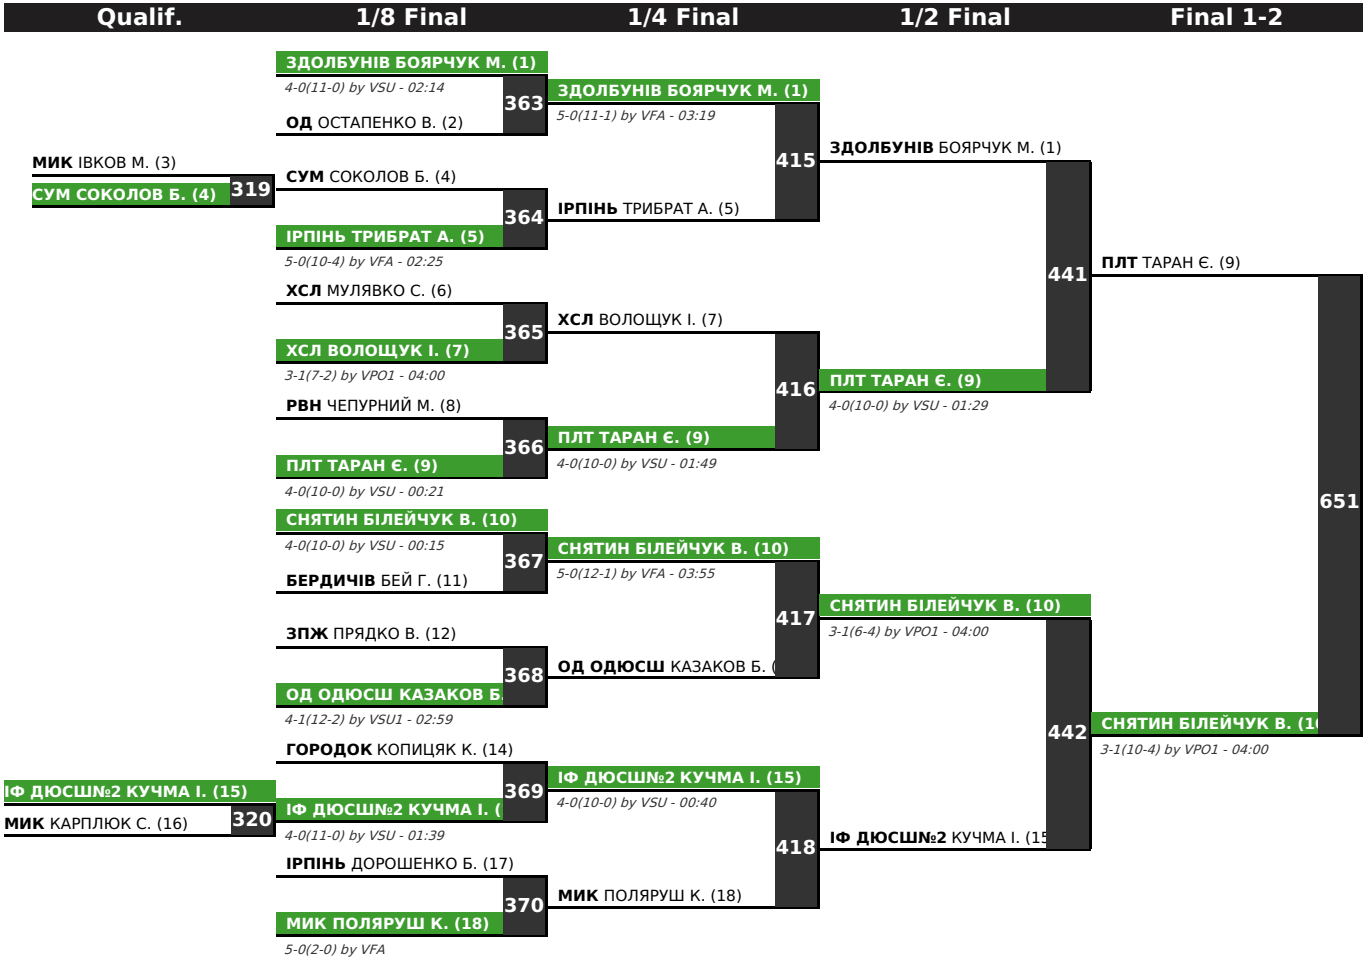 Qualif.
1/8 Final
1/4 Final
1/2 Final
Final 1-2
МИК ІВКОВ М. (3)
СУМ СОКОЛОВ Б. (4)
319
ІФ ДЮСШ№2 КУЧМА І. (15)
МИК КАРПЛЮК С. (16)
320
ЗДОЛБУНІВ БОЯРЧУК М. (1)
4-0(11-0) by VSU - 02:14
363
ОД ОСТАПЕНКО В. (2)
СУМ СОКОЛОВ Б. (4)
364
ІРПІНЬ ТРИБРАТ А. (5)
5-0(10-4) by VFA - 02:25
ХСЛ МУЛЯВКО С. (6)
365
ХСЛ ВОЛОЩУК І. (7)
3-1(7-2) by VPO1 - 04:00
РВН ЧЕПУРНИЙ М. (8)
366
ПЛТ ТАРАН Є. (9)
4-0(10-0) by VSU - 00:21
СНЯТИН БІЛЕЙЧУК В. (10)
4-0(10-0) by VSU - 00:15
367
БЕРДИЧІВ БЕЙ Г. (11)
ЗПЖ ПРЯДКО В. (12)
368
ОД ОДЮСШ КАЗАКОВ Б.
4-1(12-2) by VSU1 - 02:59
ГОРОДОК КОПИЦЯК К. (14)
369
ІФ ДЮСШ№2 КУЧМА І. (
4-0(11-0) by VSU - 01:39
ІРПІНЬ ДОРОШЕНКО Б. (17)
370
МИК ПОЛЯРУШ К. (18)
5-0(2-0) by VFA
ЗДОЛБУНІВ БОЯРЧУК М. (1)
5-0(11-1) by VFA - 03:19
415
ІРПІНЬ ТРИБРАТ А. (5)
ХСЛ ВОЛОЩУК І. (7)
416
ПЛТ ТАРАН Є. (9)
4-0(10-0) by VSU - 01:49
СНЯТИН БІЛЕЙЧУК В. (10)
5-0(12-1) by VFA - 03:55
417
ОД ОДЮСШ КАЗАКОВ Б. (
ІФ ДЮСШ№2 КУЧМА І. (15)
4-0(10-0) by VSU - 00:40
418
МИК ПОЛЯРУШ К. (18)
ЗДОЛБУНІВ БОЯРЧУК М. (1)
441
ПЛТ ТАРАН Є. (9)
4-0(10-0) by VSU - 01:29
СНЯТИН БІЛЕЙЧУК В. (10)
3-1(6-4) by VPO1 - 04:00
442
ІФ ДЮСШ№2 КУЧМА І. (15
ПЛТ ТАРАН Є. (9)
651
СНЯТИН БІЛЕЙЧУК В. (10
3-1(10-4) by VPO1 - 04:00